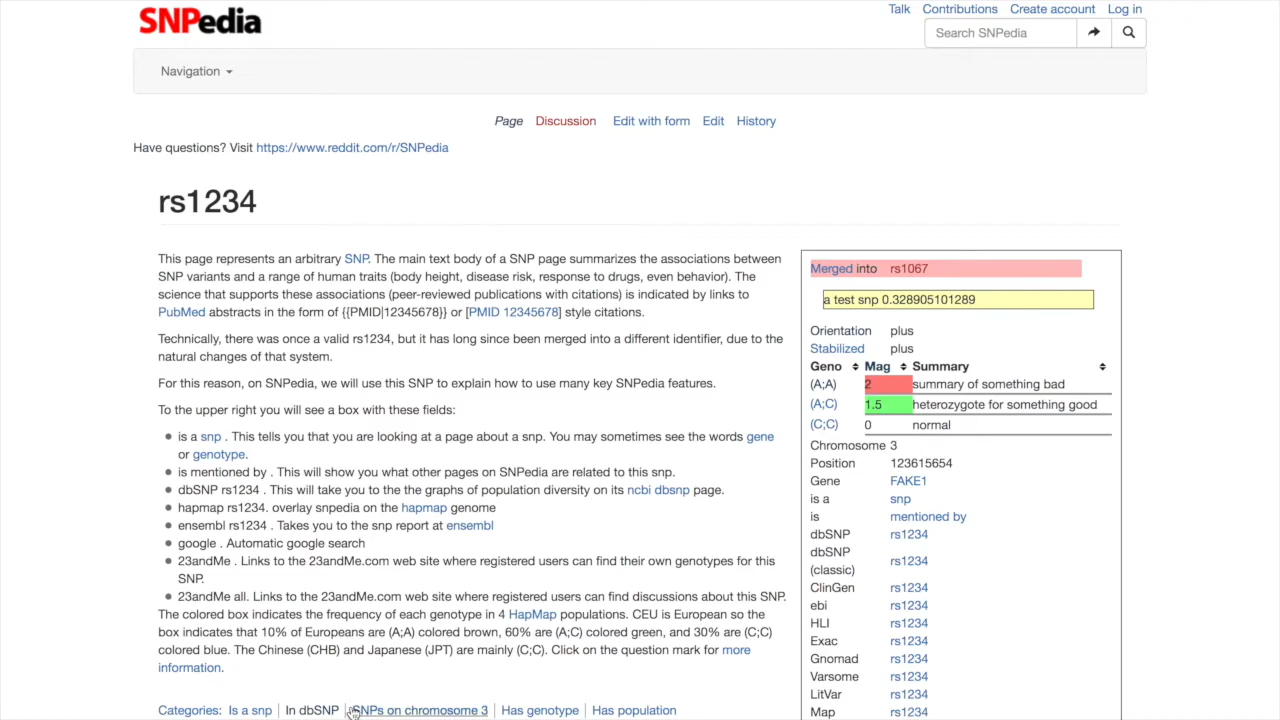 SNPedia
Talk Contributions Create account Log in
Search SNPedia
Navigation
Page Discussion Edit with form Edit History
Have questions? Visit https://www.reddit.com/r/SNPedia
rs1234
This page represents an arbitrary SNP. The main text body of a SNP page summarizes the associations between
SNP variants and a range of human traits (body height, disease risk, response to drugs, even behavior). The
science that supports these associations (peer-reviewed publications with citations) is indicated by links to
PubMed abstracts in the form of {{PMID|12345678}} or [PMID 12345678] style citations.
Technically, there was once a valid rs1234, but it has long since been merged into a different identifier, due to the
natural changes of that system.
For this reason, on SNPedia, we will use this SNP to explain how to use many key SNPedia features.
To the upper right you will see a box with these fields:
is a snp . This tells you that you are looking at a page about a snp. You may sometimes see the words gene
or genotype.
is mentioned by . This will show you what other pages on SNPedia are related to this snp.
dbSNP rs1234 . This will take you to the the graphs of population diversity on its ncbi dbsnp page.
hapmap rs1234. overlay snpedia on the hapmap genome
ensembl rs1234 . Takes you to the snp report at ensembl
google . Automatic google search
23andMe . Links to the 23andMe.com web site where registered users can find their own genotypes for this
SNP.
23andMe all. Links to the 23andMe.com web site where registered users can find discussions about this SNP.
The colored box indicates the frequency of each genotype in 4 HapMap populations. CEU is European so the
box indicates that 10% of Europeans are (A;A) colored brown, 60% are (A;C) colored green, and 30% are (C;C)
colored blue. The Chinese (CHB) and Japanese (JPT) are mainly (C;C). Click on the question mark for more
information.
Categories: Is a snp In dbSNP SNPs on chromosome 3 Has genotype Has population
Merged into rs1067
a test snp 0.328905101289
Orientation plus
Stabilized plus
Geno Mag Summary
(A;A) 2 summary of something bad
(A;C) 1.5 heterozygote for something good
(C;C) 0 normal
Chromosome 3
Position 123615654
Gene FAKE1
is a snp
is mentioned by
dbSNP rs1234
dbSNP
(classic) rs1234
ClinGen rs1234
ebi rs1234
HLI rs1234
Exac rs1234
Gnomad rs1234
Varsome rs1234
LitVar rs1234
Map rs1234